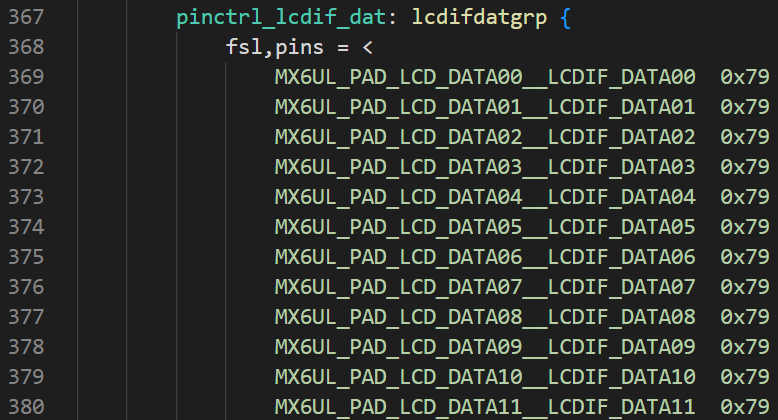 367 pinctrl_lcdif_dat: lcdifdatgrp {
368 fsl,pins = <
369 MX6UL_PAD_LCD_DATA00__LCDIF_DATA00 0x79
370 MX6UL_PAD_LCD_DATA01__LCDIF_DATA01 0x79
371 MX6UL_PAD_LCD_DATA02__LCDIF_DATA02 0x79
372 MX6UL_PAD_LCD_DATA03__LCDIF_DATA03 0x79
373 MX6UL_PAD_LCD_DATA04__LCDIF_DATA04 0x79
374 MX6UL_PAD_LCD_DATA05__LCDIF_DATA05 0x79
375 MX6UL_PAD_LCD_DATA06__LCDIF_DATA06 0x79
376 MX6UL_PAD_LCD_DATA07__LCDIF_DATA07 0x79
377 MX6UL_PAD_LCD_DATA08__LCDIF_DATA08 0x79
378 MX6UL_PAD_LCD_DATA09__LCDIF_DATA09 0x79
379 MX6UL_PAD_LCD_DATA10__LCDIF_DATA10 0x79
380 MX6UL_PAD_LCD_DATA11__LCDIF_DATA11 0x79